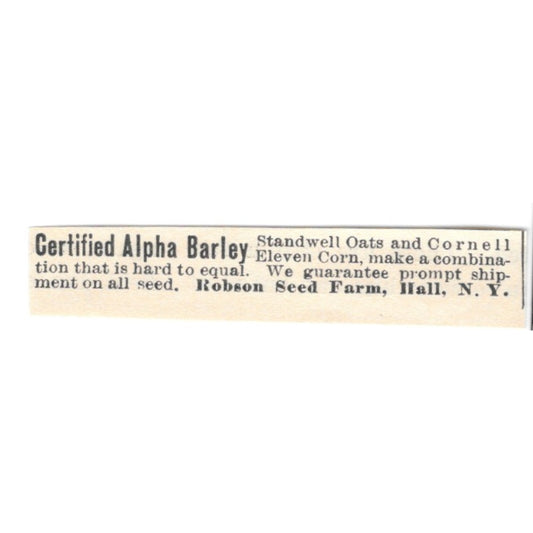 Certified Alpha Barley Standwell Oats and Cornell
Eleven Corn, make a combina-
tion that is hard to equal. We guarantee prompt ship-
ment on all seed. Robson Seed Farm, Hall, N. Y.